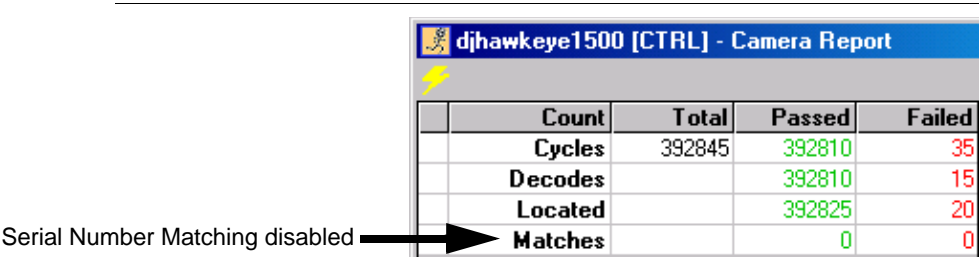 djhawkeye1500 [CTRL] - Camera Report
Count Total Passed Failed
Cycles 392845 392810 35
Decodes 392810 15
Located 392825 20
Serial Number Matching disabled Matches 0 0